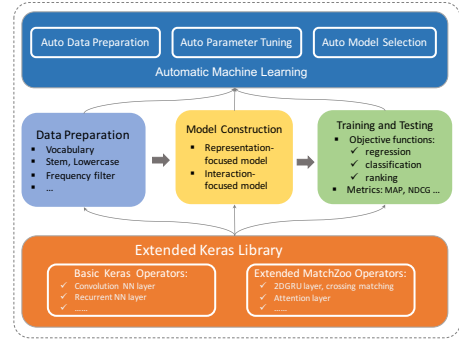 Auto Data Preparation
Auto Parameter Tuning
Auto Model Selection
Automatic Machine Learning
Data Preparation
• Vocabulary
• Stem, Lowercase
• Frequency filter
• ...
Model Construction
• Representation-
focused model
• Interaction-
focused model
Training and Testing
• Objective functions:
✓ regression
✓ classification
✓ ranking
• Metrics: MAP, NDCG ...
Extended Keras Library
Basic Keras Operators:
✓ Convolution NN layer
✓ Recurrent NN layer
✓ ......
Extended MatchZoo Operators:
✓ 2DGRU layer, crossing matching
✓ Attention layer
✓ ......